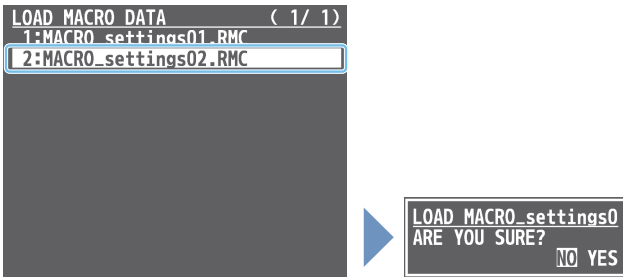 LOAD MACRO DATA ( 1/ 1)
1:MACRO_settings01.RMC
2:MACRO_settings02.RMC
LOAD MACRO_settings0
ARE YOU SURE?
NO YES